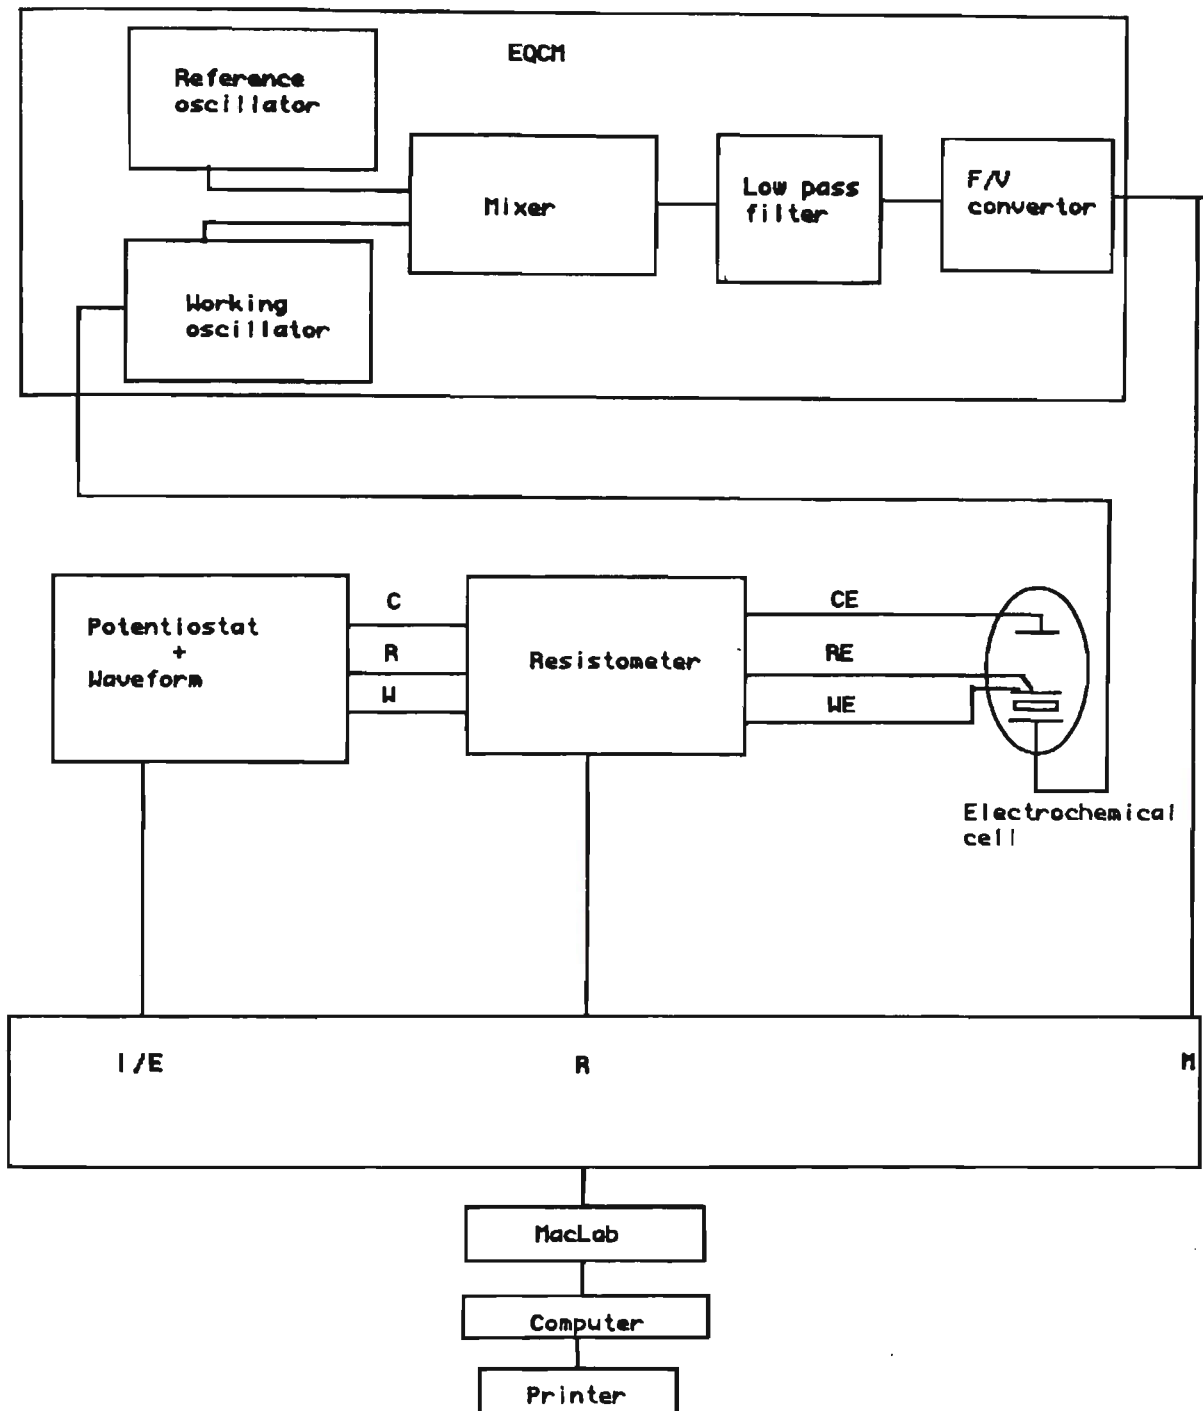 EQCM
Reference
oscillator
Mixer
Low pass
filter
F/V
convertor
Working
oscillator
Potentiostat
+
Waveform
C
R
W
Resistometer
CE
RE
WE
Electrochemical
cell
I/E
R
M
MacLab
Computer
Printer